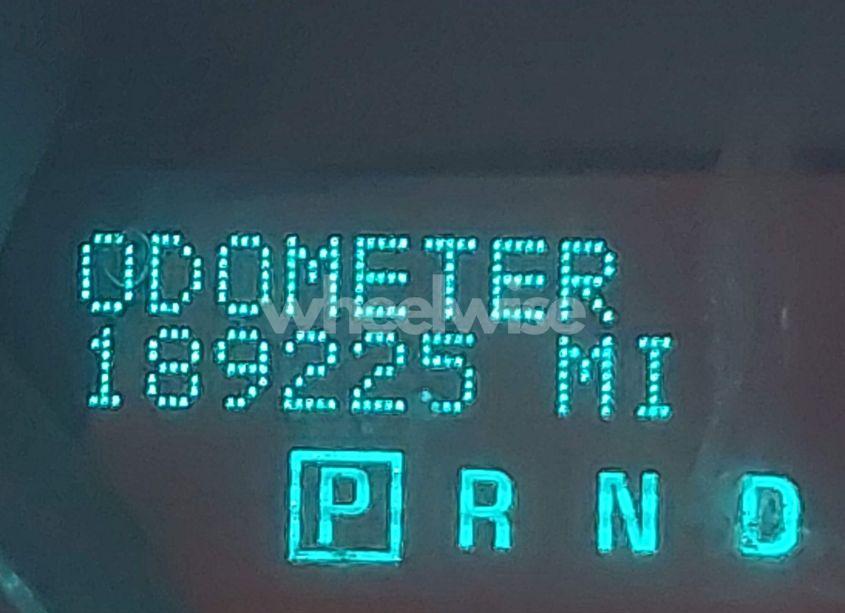 ODOMETER
wheelwise
189225 MI
P R N D